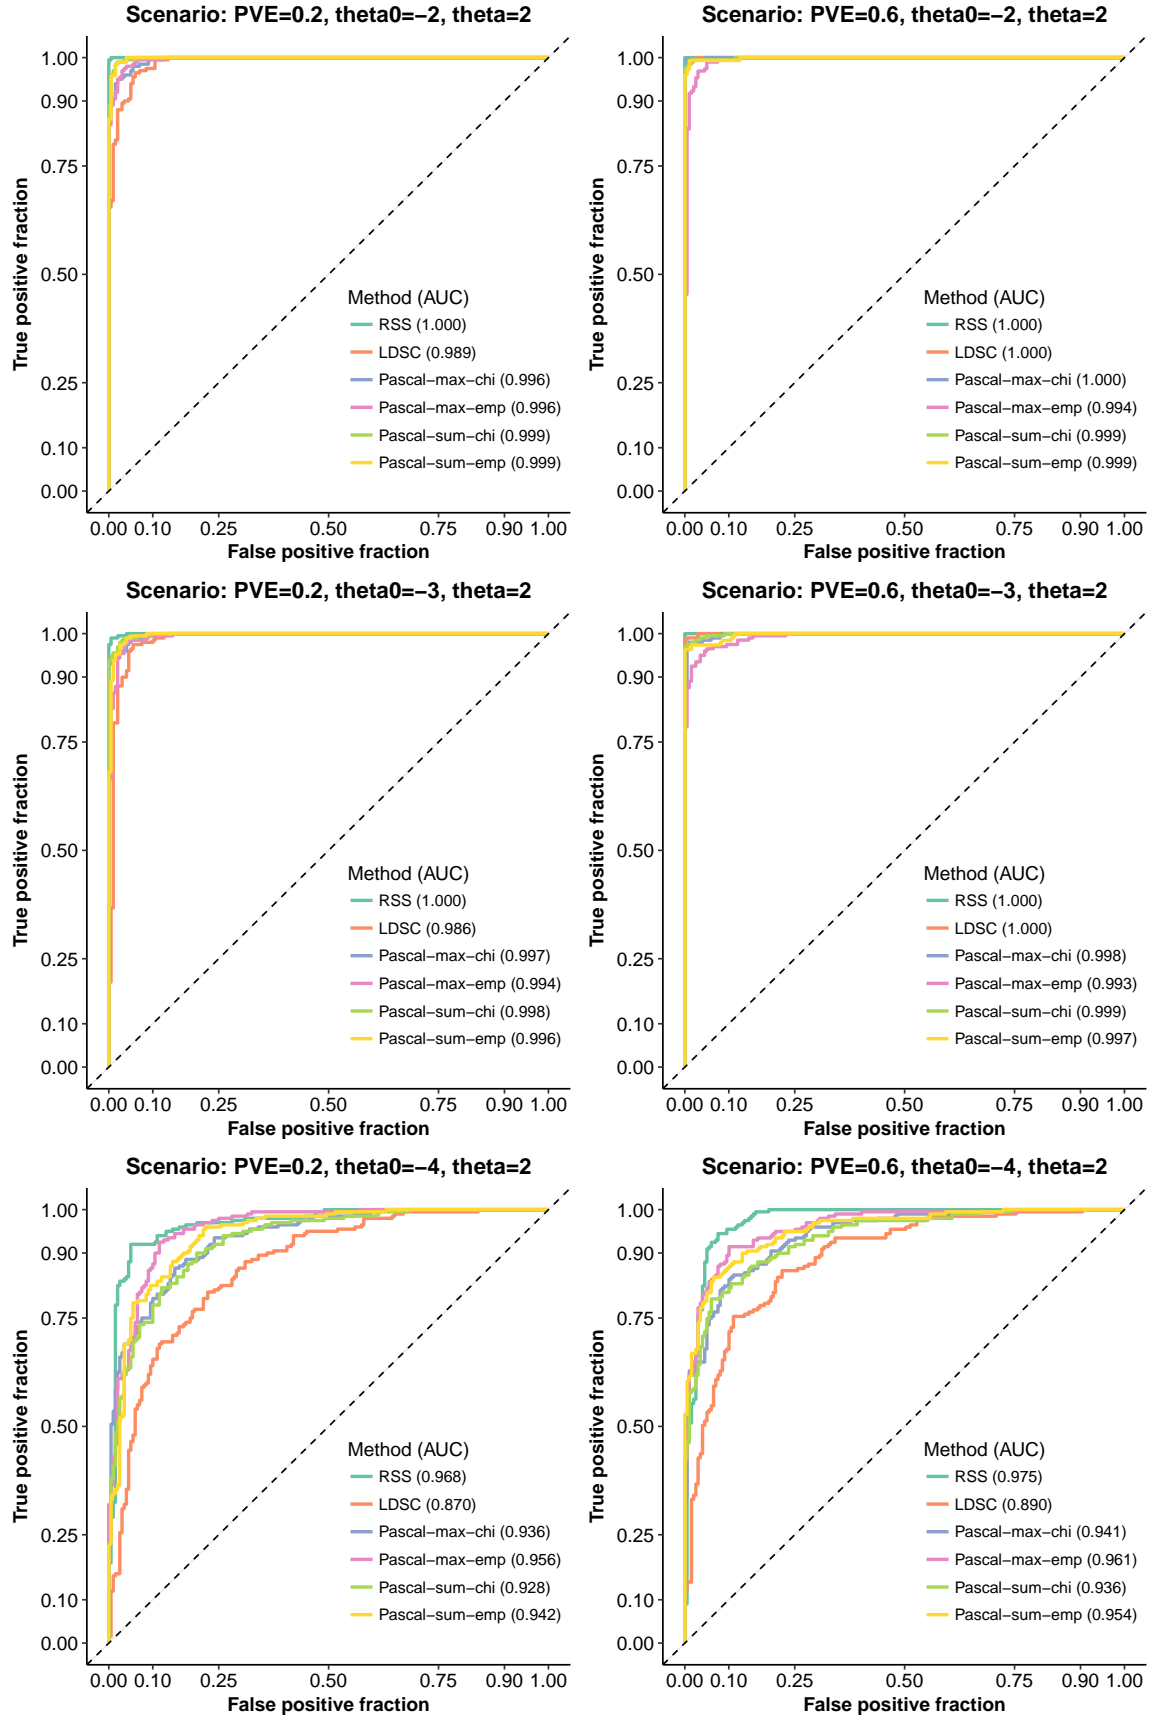 Scenario: PVE=0.2, theta0=−2, theta=2
1.00
0.90
0.75
0.50
0.25
0.10
0.00
True positive fraction
Method (AUC)
RSS (1.000)
LDSC (0.989)
Pascal−max−chi (0.996)
Pascal−max−emp (0.996)
Pascal−sum−chi (0.999)
Pascal−sum−emp (0.999)
0.00 0.10 0.25 0.50 0.75 0.90 1.00
False positive fraction
Scenario: PVE=0.6, theta0=−2, theta=2
1.00
0.90
0.75
0.50
0.25
0.10
0.00
True positive fraction
Method (AUC)
RSS (1.000)
LDSC (1.000)
Pascal−max−chi (1.000)
Pascal−max−emp (0.994)
Pascal−sum−chi (0.999)
Pascal−sum−emp (0.999)
0.00 0.10 0.25 0.50 0.75 0.90 1.00
False positive fraction
Scenario: PVE=0.2, theta0=−3, theta=2
1.00
0.90
0.75
0.50
0.25
0.10
0.00
True positive fraction
Method (AUC)
RSS (1.000)
LDSC (0.986)
Pascal−max−chi (0.997)
Pascal−max−emp (0.994)
Pascal−sum−chi (0.998)
Pascal−sum−emp (0.996)
0.00 0.10 0.25 0.50 0.75 0.90 1.00
False positive fraction
Scenario: PVE=0.6, theta0=−3, theta=2
1.00
0.90
0.75
0.50
0.25
0.10
0.00
True positive fraction
Method (AUC)
RSS (1.000)
LDSC (1.000)
Pascal−max−chi (0.998)
Pascal−max−emp (0.993)
Pascal−sum−chi (0.999)
Pascal−sum−emp (0.997)
0.00 0.10 0.25 0.50 0.75 0.90 1.00
False positive fraction
Scenario: PVE=0.2, theta0=−4, theta=2
1.00
0.90
0.75
0.50
0.25
0.10
0.00
True positive fraction
Method (AUC)
RSS (0.968)
LDSC (0.870)
Pascal−max−chi (0.936)
Pascal−max−emp (0.956)
Pascal−sum−chi (0.928)
Pascal−sum−emp (0.942)
0.00 0.10 0.25 0.50 0.75 0.90 1.00
False positive fraction
Scenario: PVE=0.6, theta0=−4, theta=2
1.00
0.90
0.75
0.50
0.25
0.10
0.00
True positive fraction
Method (AUC)
RSS (0.975)
LDSC (0.890)
Pascal−max−chi (0.941)
Pascal−max−emp (0.961)
Pascal−sum−chi (0.936)
Pascal−sum−emp (0.954)
0.00 0.10 0.25 0.50 0.75 0.90 1.00
False positive fraction